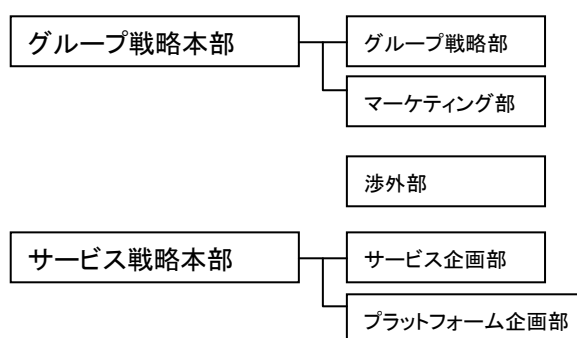 グループ戦略本部
グループ戦略部
マーケティング部
渉外部
サービス戦略本部
サービス企画部
プラットフォーム企画部